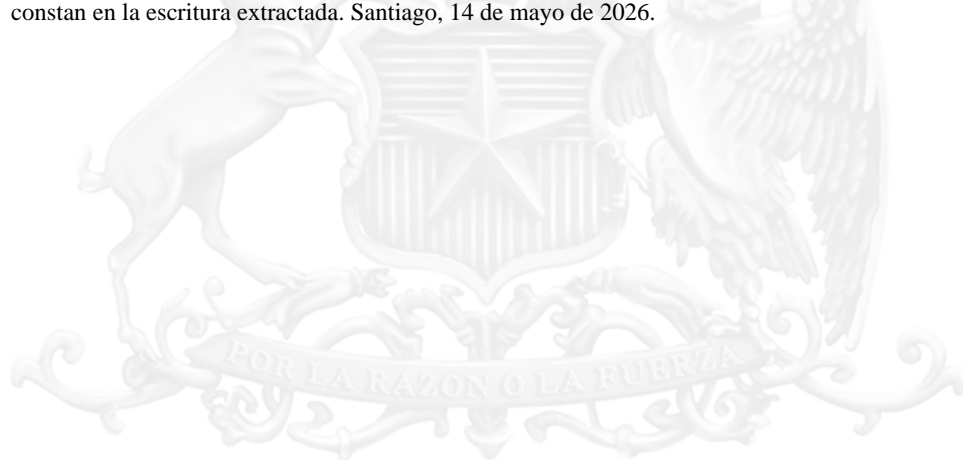 constan en la escritura extractada. Santiago, 14 de mayo de 2026.
POR LA RAZON O LA FUERZA